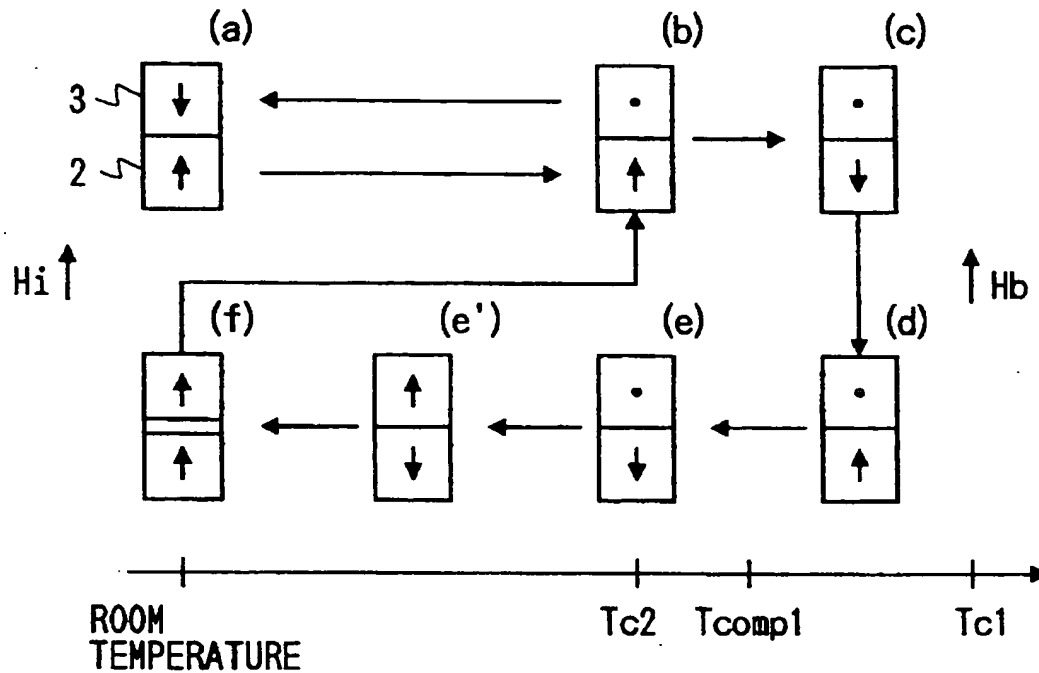 (a)
(b)
(c)
3
2
Hi
Hb
(f)
(e')
(e)
(d)
ROOM
TEMPERATURE
Tc2
Tcomp1
Tc1